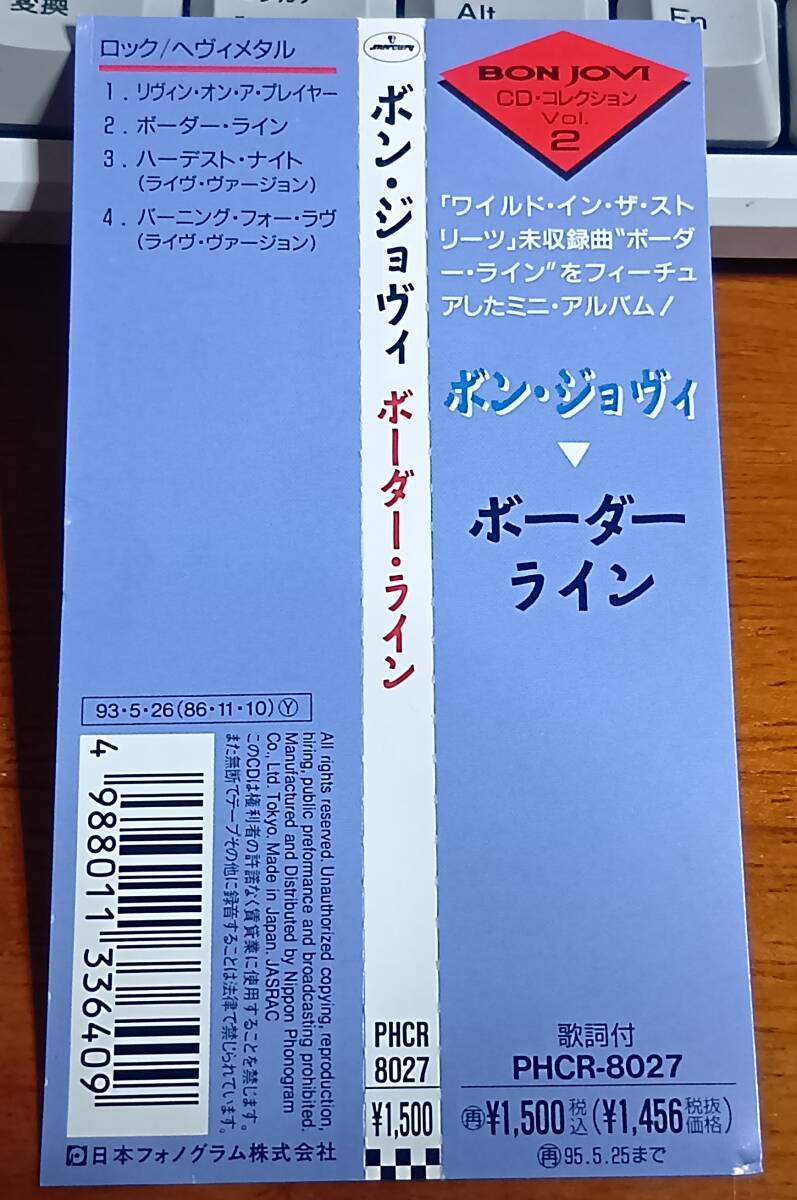 変換
Alt
En
ロック/ヘヴィメタル
1．リヴィン・オン・ア・プレイヤー
2．ボーダー・ライン
3．ハーデスト・ナイト
(ライヴ・ヴァージョン)
4．バーニング・フォー・ラヴ
(ライヴ・ヴァージョン)
93・5・26(86・11・10)Ⓨ
4 988011 336409
All rights reserved. Unauthorized copying, reproduction,
hiring, public preformance and broadcasting prohibited.
Manufactured and Distributed by Nippon Phonogram
Co., Ltd. Tokyo. Made in Japan. JASRAC
このCDは権利者の許諾なく賃貸業に使用することを禁じます。
また無断でテープその他に録音することは法律で禁じられています。
日本フォノグラム株式会社
mercury
ボン・ジョヴィ ボーダー・ライン
PHCR
8027
¥1,500
BON JOVI
CD・コレクション
Vol.
2
「ワイルド・イン・ザ・スト
リーツ」未収録曲“ボーダ
ー・ライン”をフィーチュ
アしたミニ・アルバム！
ボン・ジョヴィ
▼
ボーダー
ライン
歌詞付
PHCR-8027
㊢¥1,500税込(¥1,456税抜価格)
㊢95.5.25まで